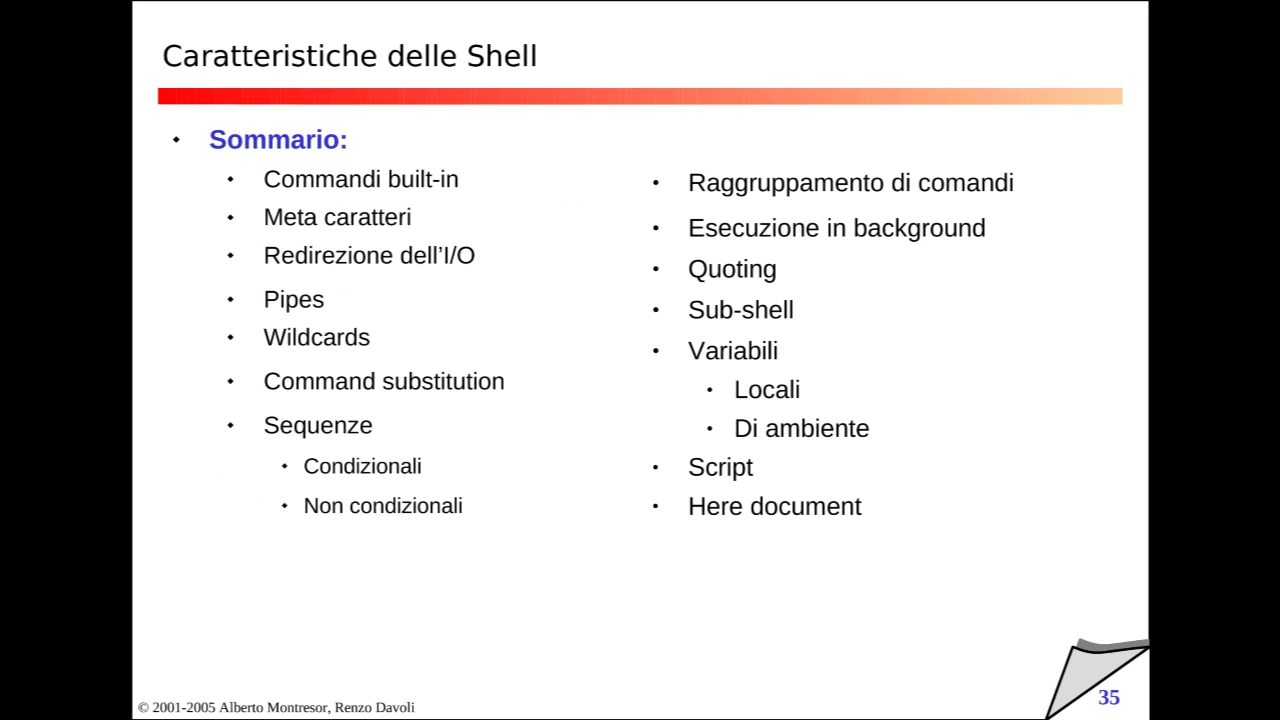 Caratteristiche delle Shell
Sommario:
Commandi built-in
Meta caratteri
Redirezione dell’I/O
Pipes
Wildcards
Command substitution
Sequenze
Condizionali
Non condizionali
Raggruppamento di comandi
Esecuzione in background
Quoting
Sub-shell
Variabili
Locali
Di ambiente
Script
Here document
© 2001-2005 Alberto Montresor, Renzo Davoli
35